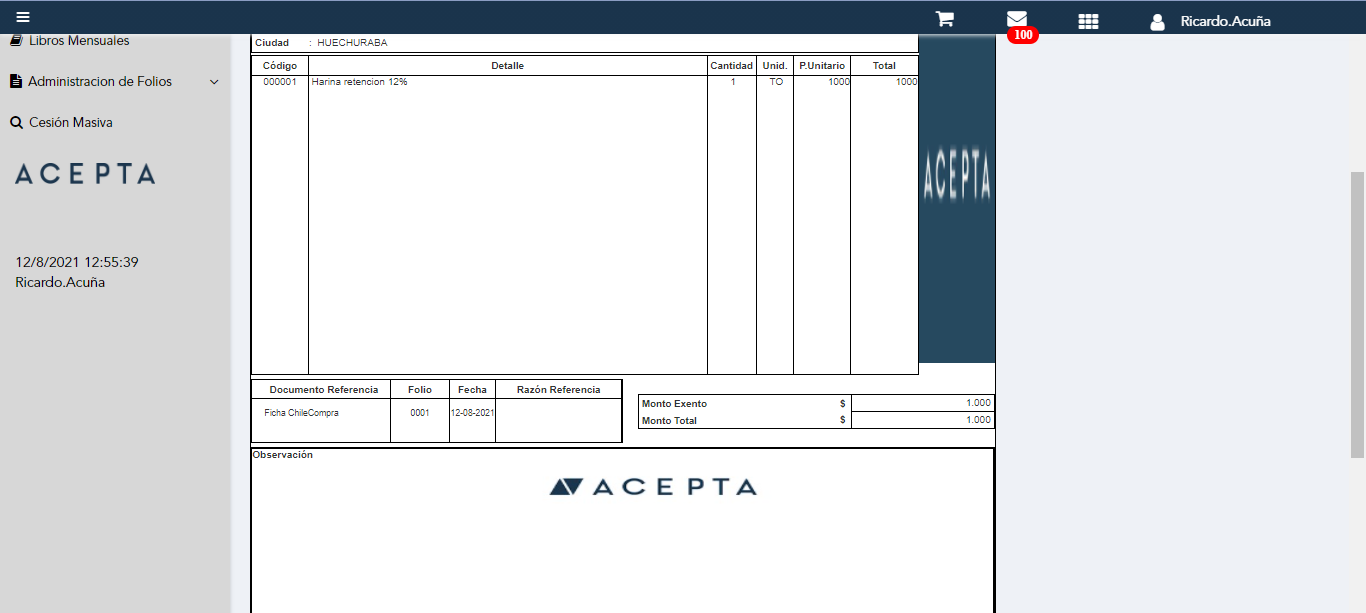 Ricardo.Acuña
100
Libros Mensuales
Administracion de Folios
Cesión Masiva
ACEPTA
12/8/2021 12:55:39
Ricardo.Acuña
Ciudad : HUECHURABA
Código Detalle Cantidad Unid. P.Unitario Total
000001 Harina retencion 12% 1 TO 1000 1000
ACEPTA
Documento Referencia Folio Fecha Razón Referencia
Ficha ChileCompra 0001 12-08-2021
Monto Exento $ 1.000
Monto Total $ 1.000
Observación
ACEPTA